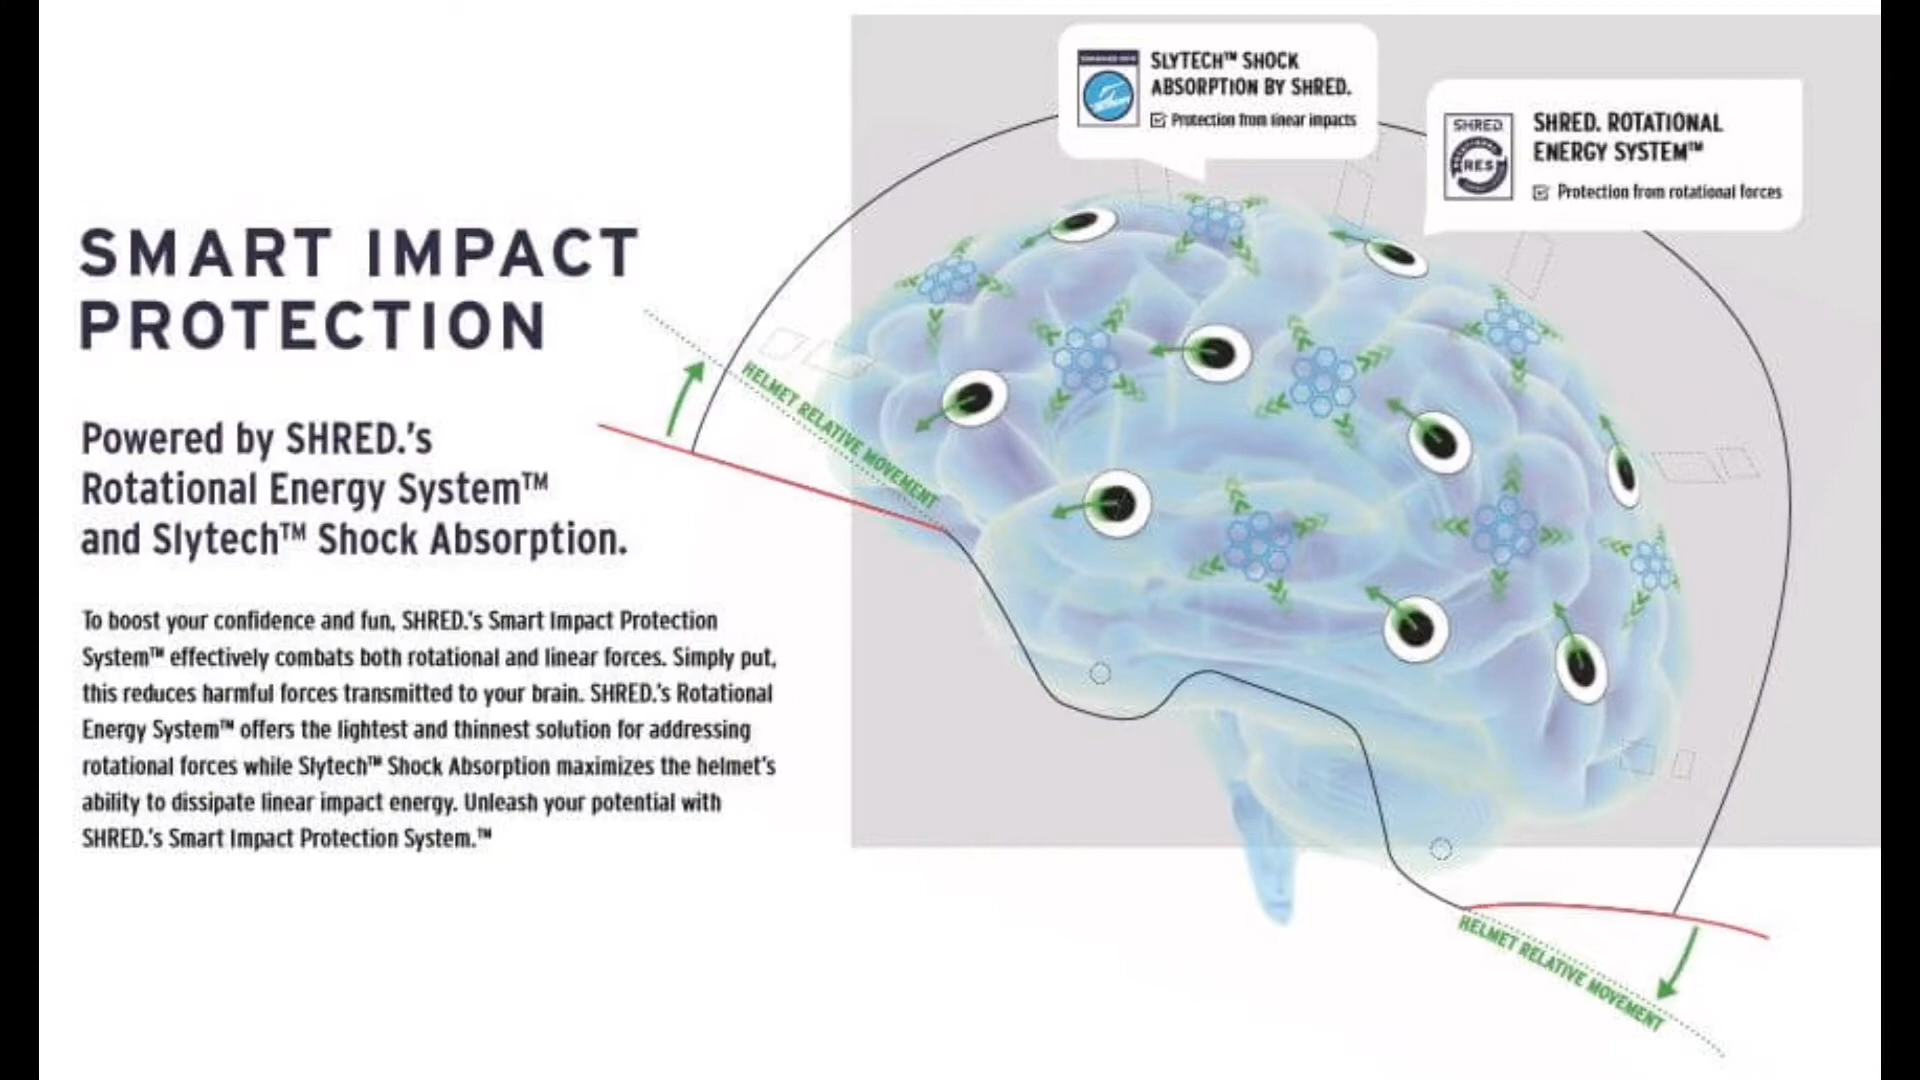 SLYTECH™ SHOCK
ABSORPTION BY SHRED.
Protection from linear impacts
SHRED.
RES
SHRED. ROTATIONAL
ENERGY SYSTEM™
Protection from rotational forces
SMART IMPACT
PROTECTION
Powered by SHRED.'s
Rotational Energy System™
and Slytech™ Shock Absorption.
To boost your confidence and fun, SHRED.'s Smart Impact Protection
System™ effectively combats both rotational and linear forces. Simply put,
this reduces harmful forces transmitted to your brain. SHRED.'s Rotational
Energy System™ offers the lightest and thinnest solution for addressing
rotational forces while Slytech™ Shock Absorption maximizes the helmet's
ability to dissipate linear impact energy. Unleash your potential with
SHRED.'s Smart Impact Protection System.™
HELMET RELATIVE MOVEMENT
HELMET RELATIVE MOVEMENT